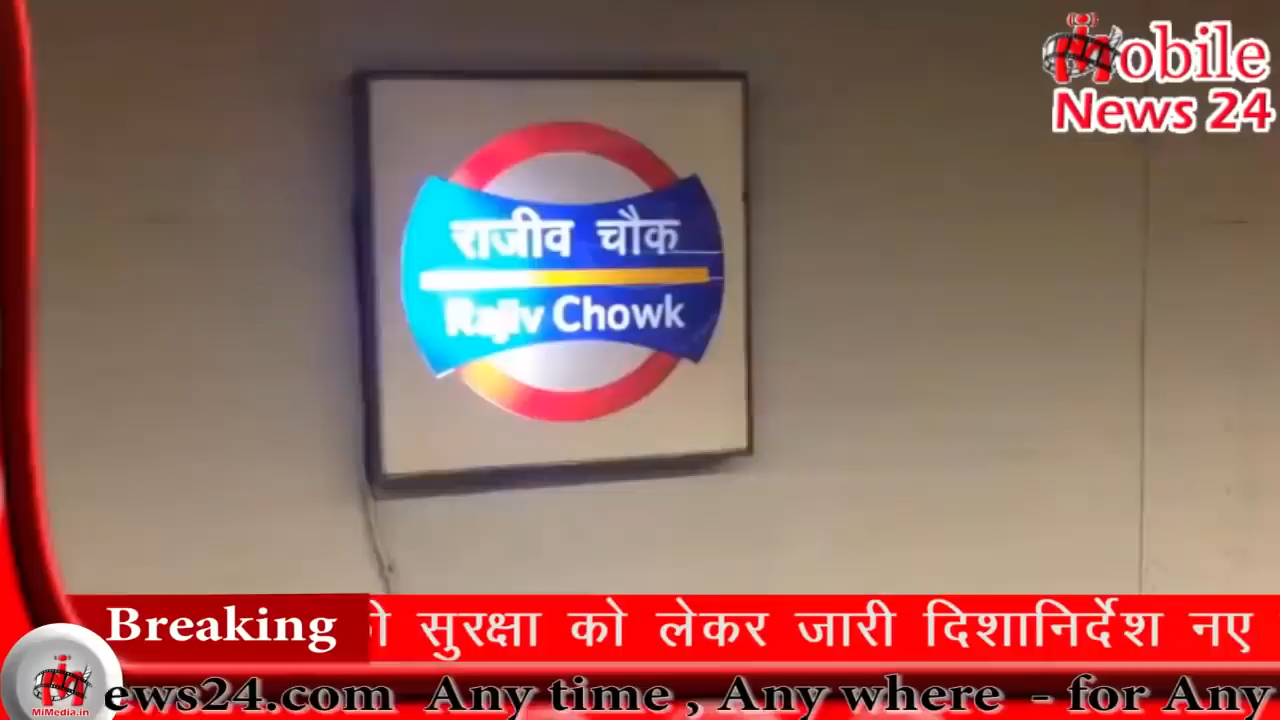 Mobile
News 24
राजीव चौक
Rajiv Chowk
Breaking
सुरक्षा को लेकर जारी दिशानिर्देश नए
ews24.com Any time , Any where - for Any
MiMedia.in